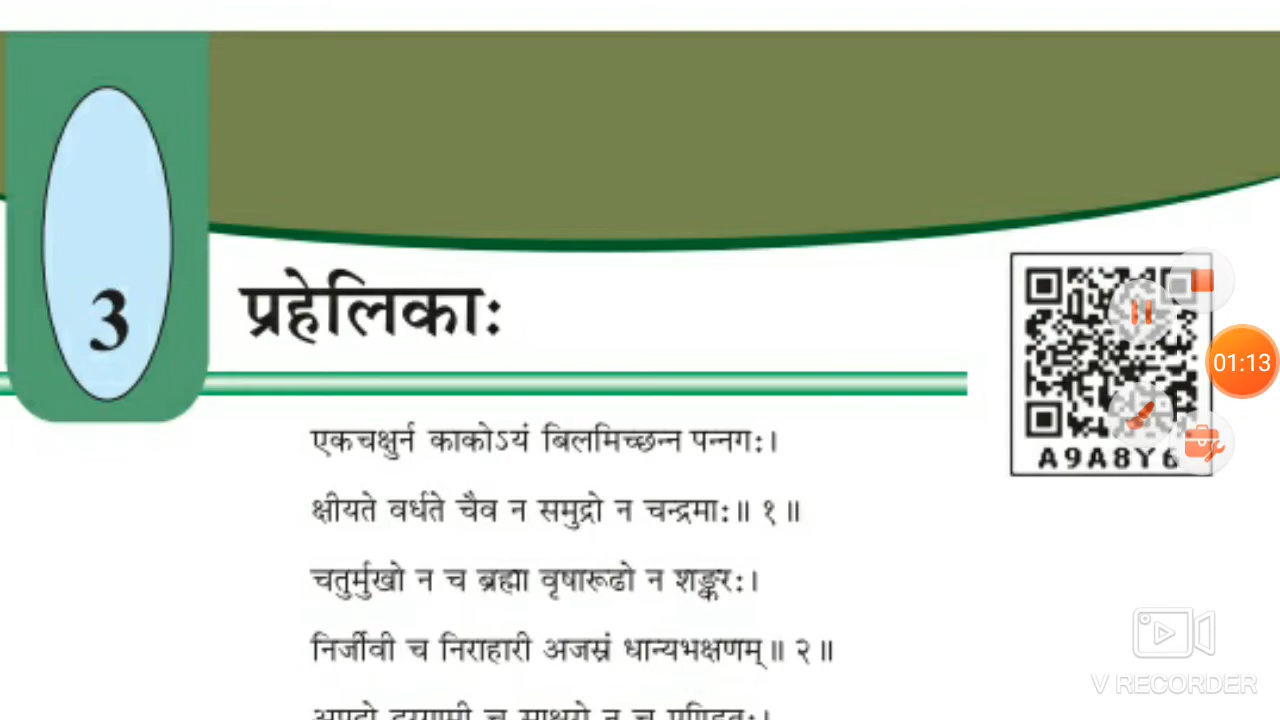 3
प्रहेलिकाः
एकचक्षुर्न काकोऽयं बिलमिच्छन्न पन्नगः।
क्षीयते वर्धते चैव न समुद्रो न चन्द्रमाः॥ १॥
चतुर्मुखो न च ब्रह्मा वृषारूढो न शङ्करः।
निर्जीवी च निराहारी अजस्रं धान्यभक्षणम्॥ २॥
A9A8Y6
01:13
V RECORDER